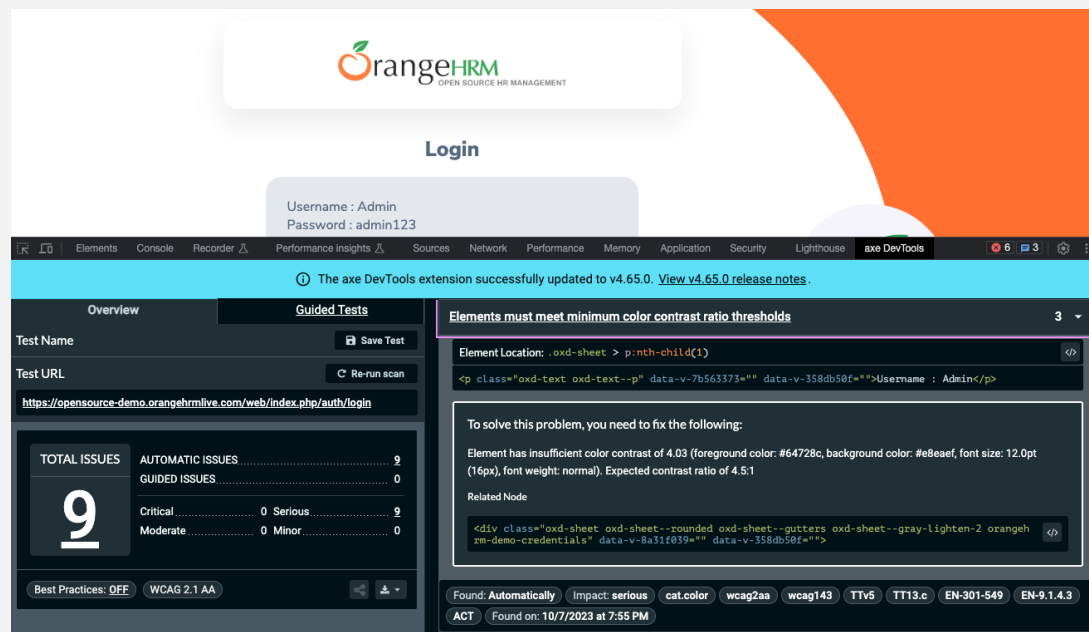 OrangeHRM
OPEN SOURCE HR MANAGEMENT
Login
Username : Admin
Password : admin123
Elements Console Recorder Performance insights Sources Network Performance Memory Application Security Lighthouse axe DevTools 6 3
The axe DevTools extension successfully updated to v4.65.0. View v4.65.0 release notes.
Overview
Guided Tests
Test Name
Save Test
Test URL
Re-run scan
https://opensource-demo.orangehrmlive.com/web/index.php/auth/login
TOTAL ISSUES
9
AUTOMATIC ISSUES 9
GUIDED ISSUES 0
Critical 0 Serious 9
Moderate 0 Minor 0
Best Practices: OFF
WCAG 2.1 AA
Elements must meet minimum color contrast ratio thresholds 3
Element Location: .oxd-sheet > p:nth-child(1)
</>
<p class="oxd-text oxd-text--p" data-v-7b563373="" data-v-358db50f="">Username : Admin</p>
To solve this problem, you need to fix the following:
Element has insufficient color contrast of 4.03 (foreground color: #64728c, background color: #e8eaef, font size: 12.0pt
(16px), font weight: normal). Expected contrast ratio of 4.5:1
Related Node
<div class="oxd-sheet oxd-sheet--rounded oxd-sheet--gutters oxd-sheet--gray-lighten-2 orangeh
rm-demo-credentials" data-v-8a31f039="" data-v-358db50f="">
</>
Found: Automatically Impact: serious cat.color wcag2aa wcag143 TTv5 TT13.c EN-301-549 EN-9.1.4.3
ACT Found on: 10/7/2023 at 7:55 PM